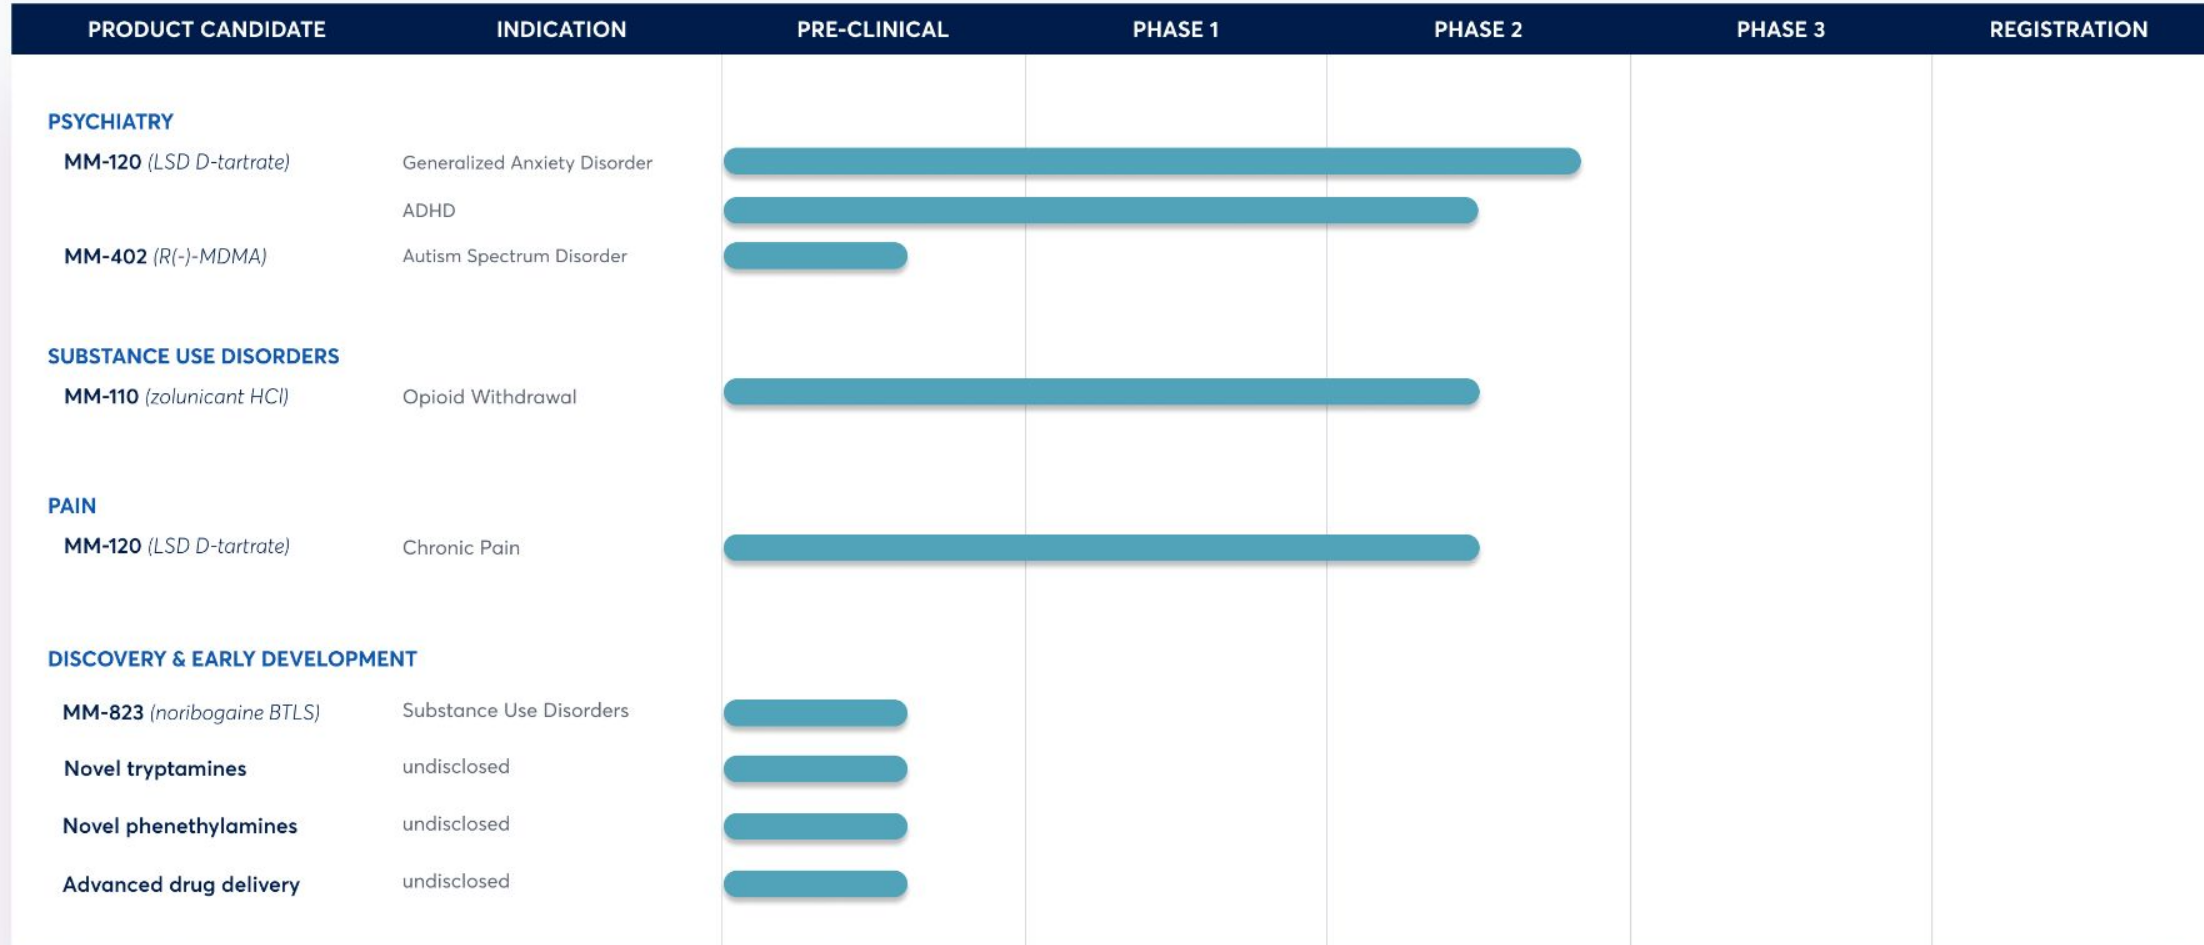 PRODUCT CANDIDATE INDICATION PRE-CLINICAL PHASE 1 PHASE 2 PHASE 3 REGISTRATION
PSYCHIATRY
MM-120 (LSD D-tartrate) Generalized Anxiety Disorder
ADHD
MM-402 (R(-)-MDMA) Autism Spectrum Disorder
SUBSTANCE USE DISORDERS
MM-110 (zolunicant HCl) Opioid Withdrawal
PAIN
MM-120 (LSD D-tartrate) Chronic Pain
DISCOVERY & EARLY DEVELOPMENT
MM-823 (noribogaine BTLS) Substance Use Disorders
Novel tryptamines undisclosed
Novel phenethylamines undisclosed
Advanced drug delivery undisclosed